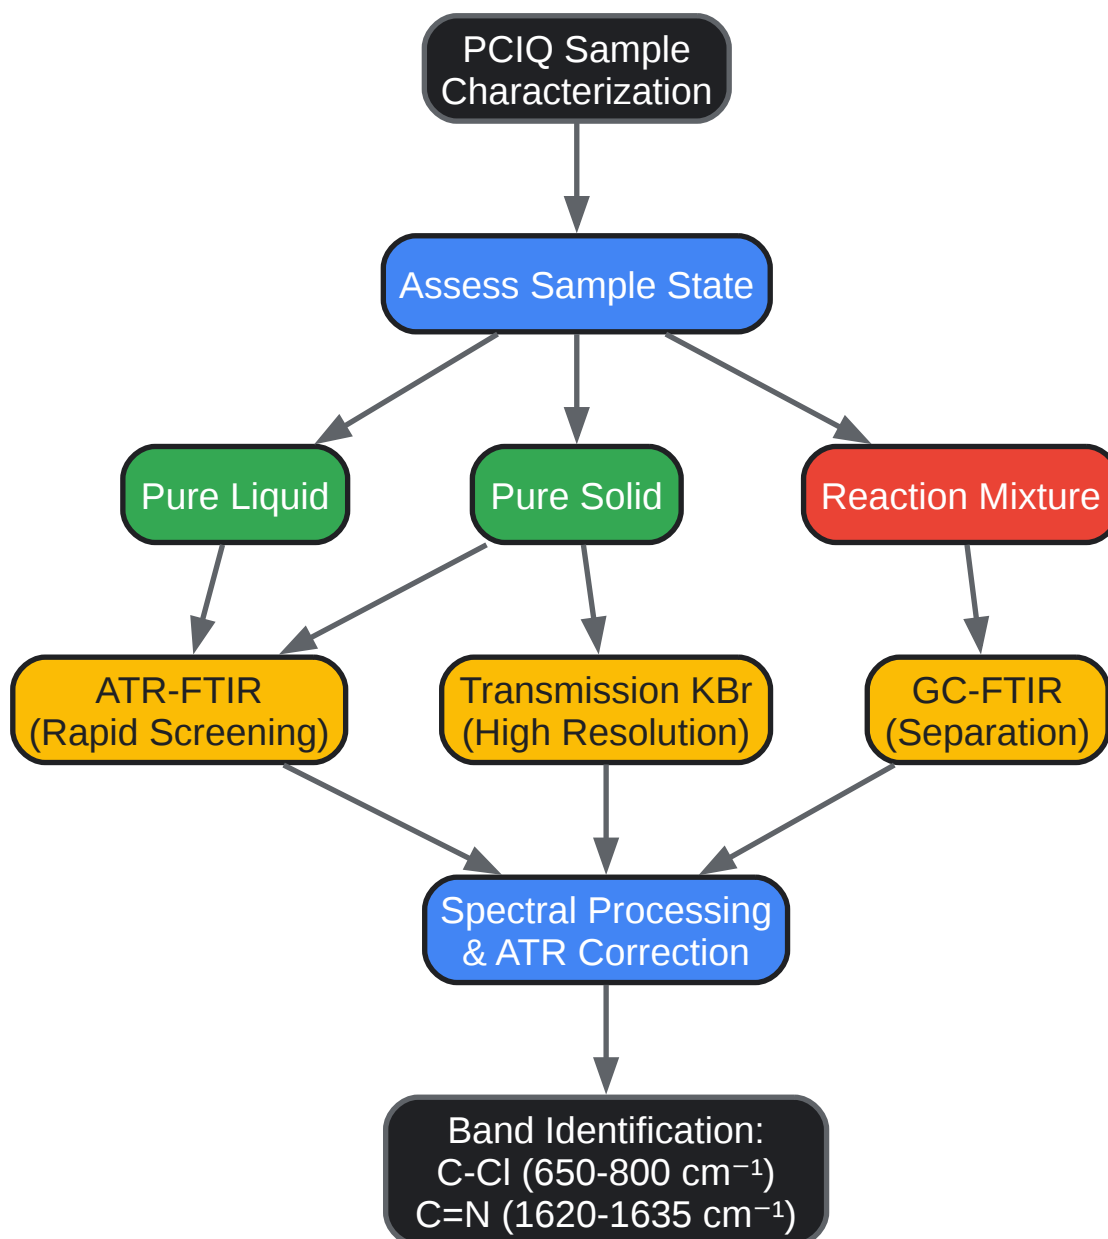 PCIQ Sample
Characterization
Assess Sample State
Pure Liquid
Pure Solid
Reaction Mixture
ATR-FTIR
(Rapid Screening)
Transmission KBr
(High Resolution)
GC-FTIR
(Separation)
Spectral Processing
& ATR Correction
Band Identification:
C-Cl (650-800 cm⁻¹)
C=N (1620-1635 cm⁻¹)